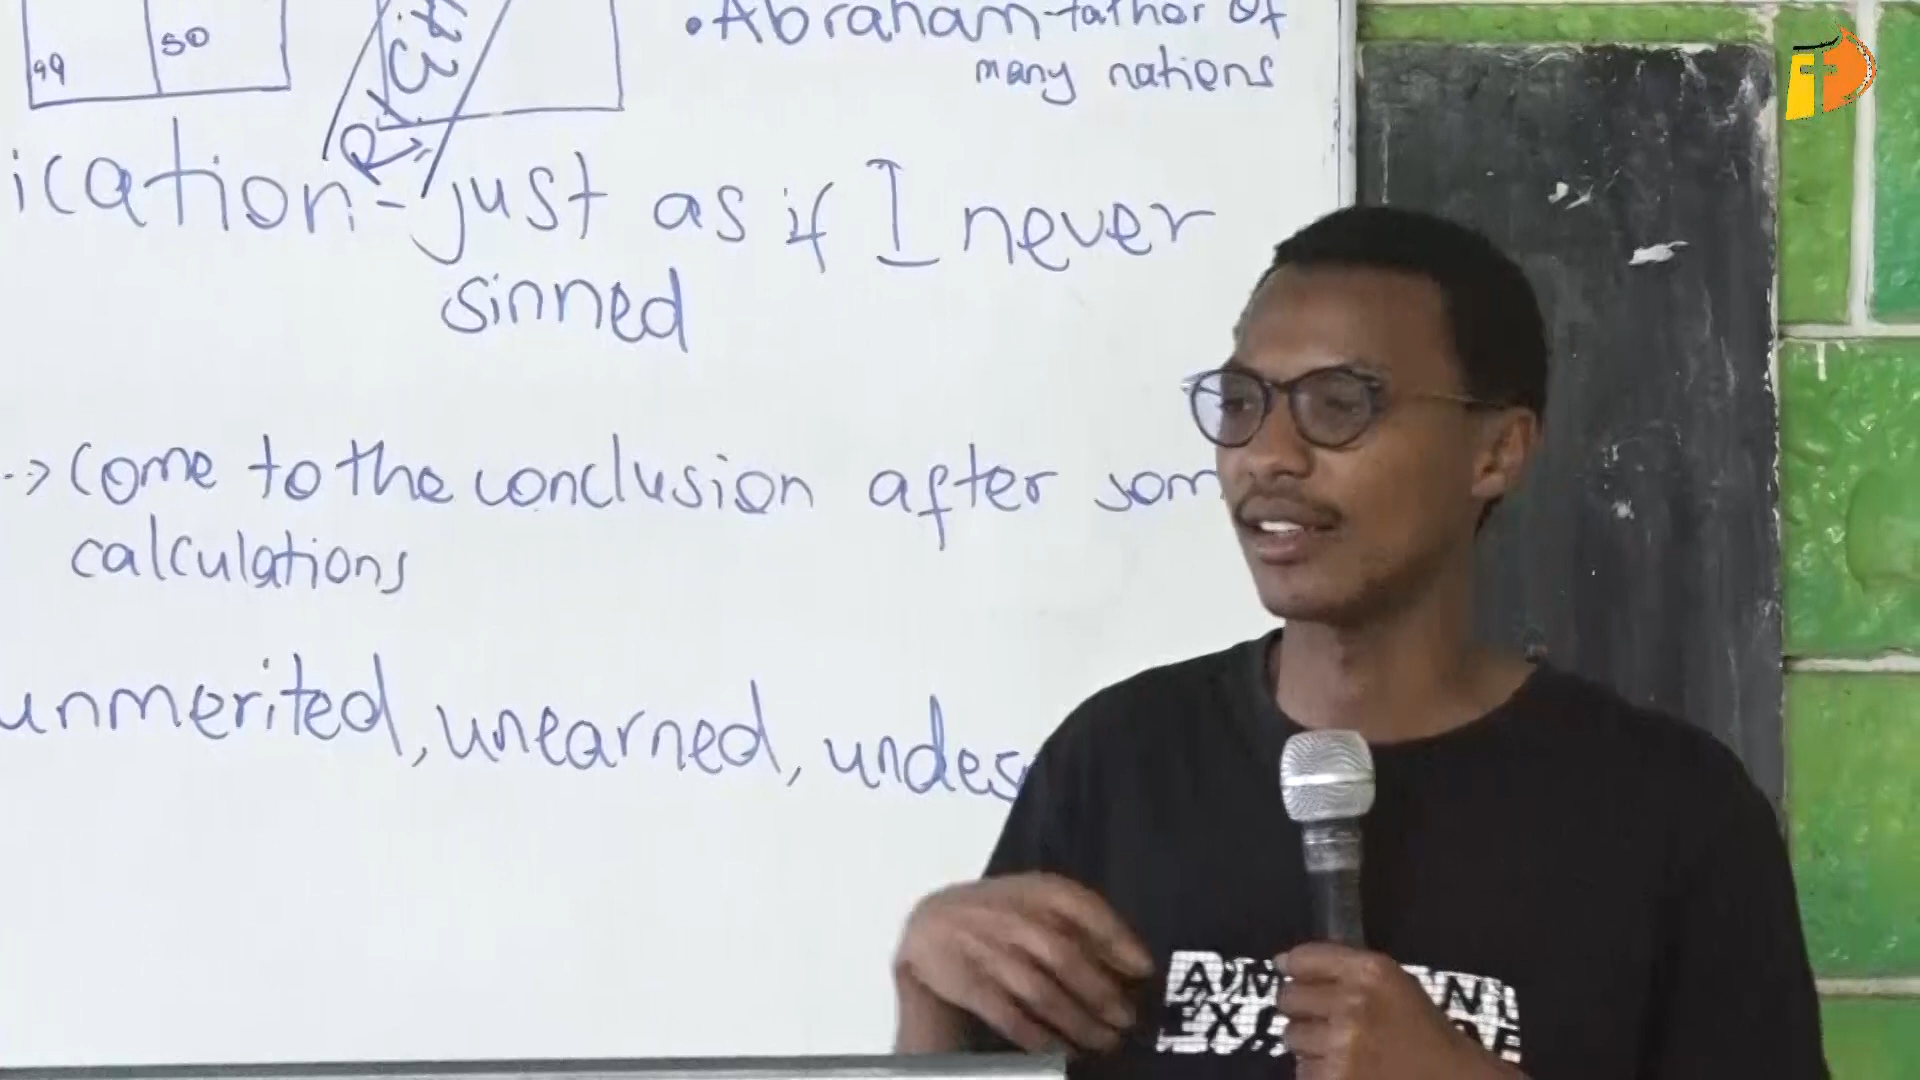 • Abraham - father of
many nations
99
50
ication - just as if I never
sinned
-> Come to the conclusion after som
calculations
unmerited, unearned, undes